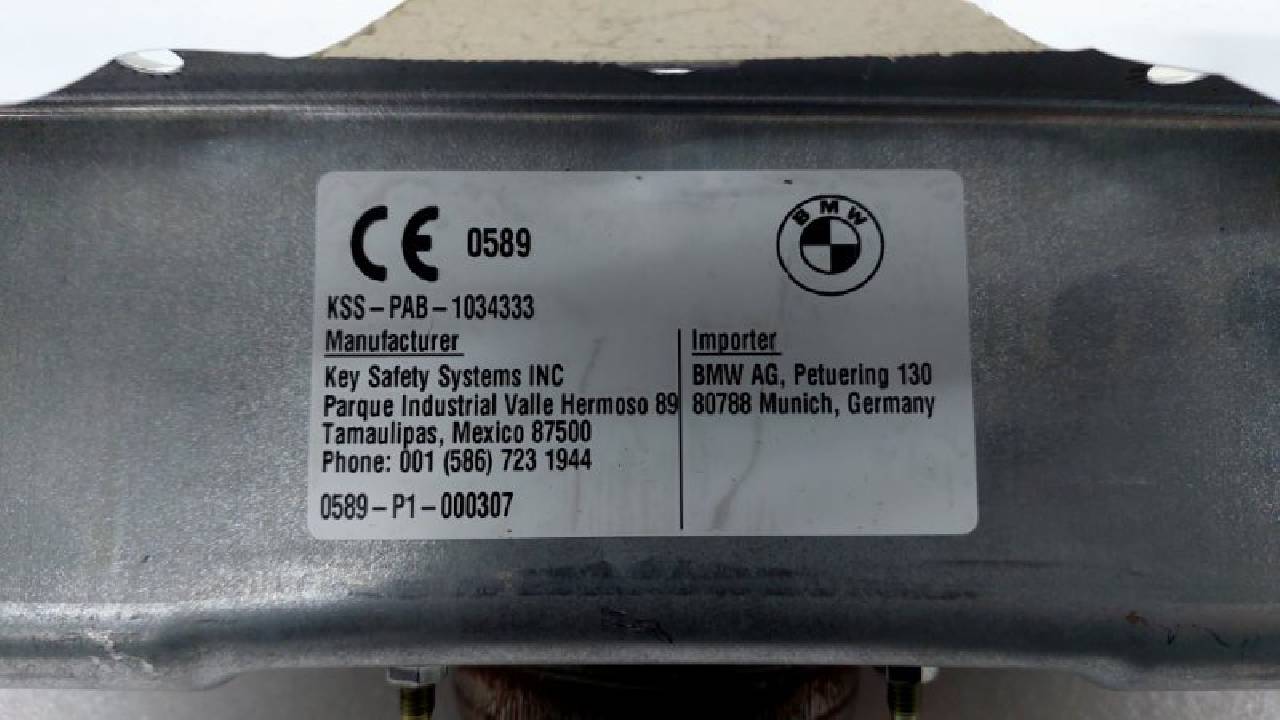 CE 0589
BMW
KSS-PAB-1034333
Manufacturer
Key Safety Systems INC
Parque Industrial Valle Hermoso 89
Tamaulipas, Mexico 87500
Phone: 001 (586) 723 1944
0589-P1-000307
Importer
BMW AG, Petuering 130
80788 Munich, Germany